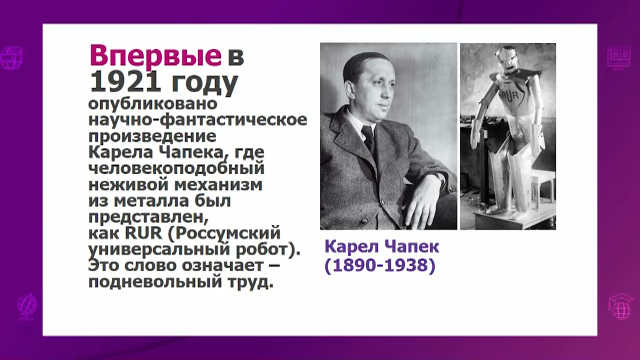 Впервые в
1921 году
опубликовано
научно-фантастическое
произведение
Карела Чапека, где
человекоподобный
неживой механизм
из металла был
представлен,
как RUR (Россумский
универсальный робот).
Это слово означает –
подневольный труд.
RUR
Карел Чапек
(1890-1938)